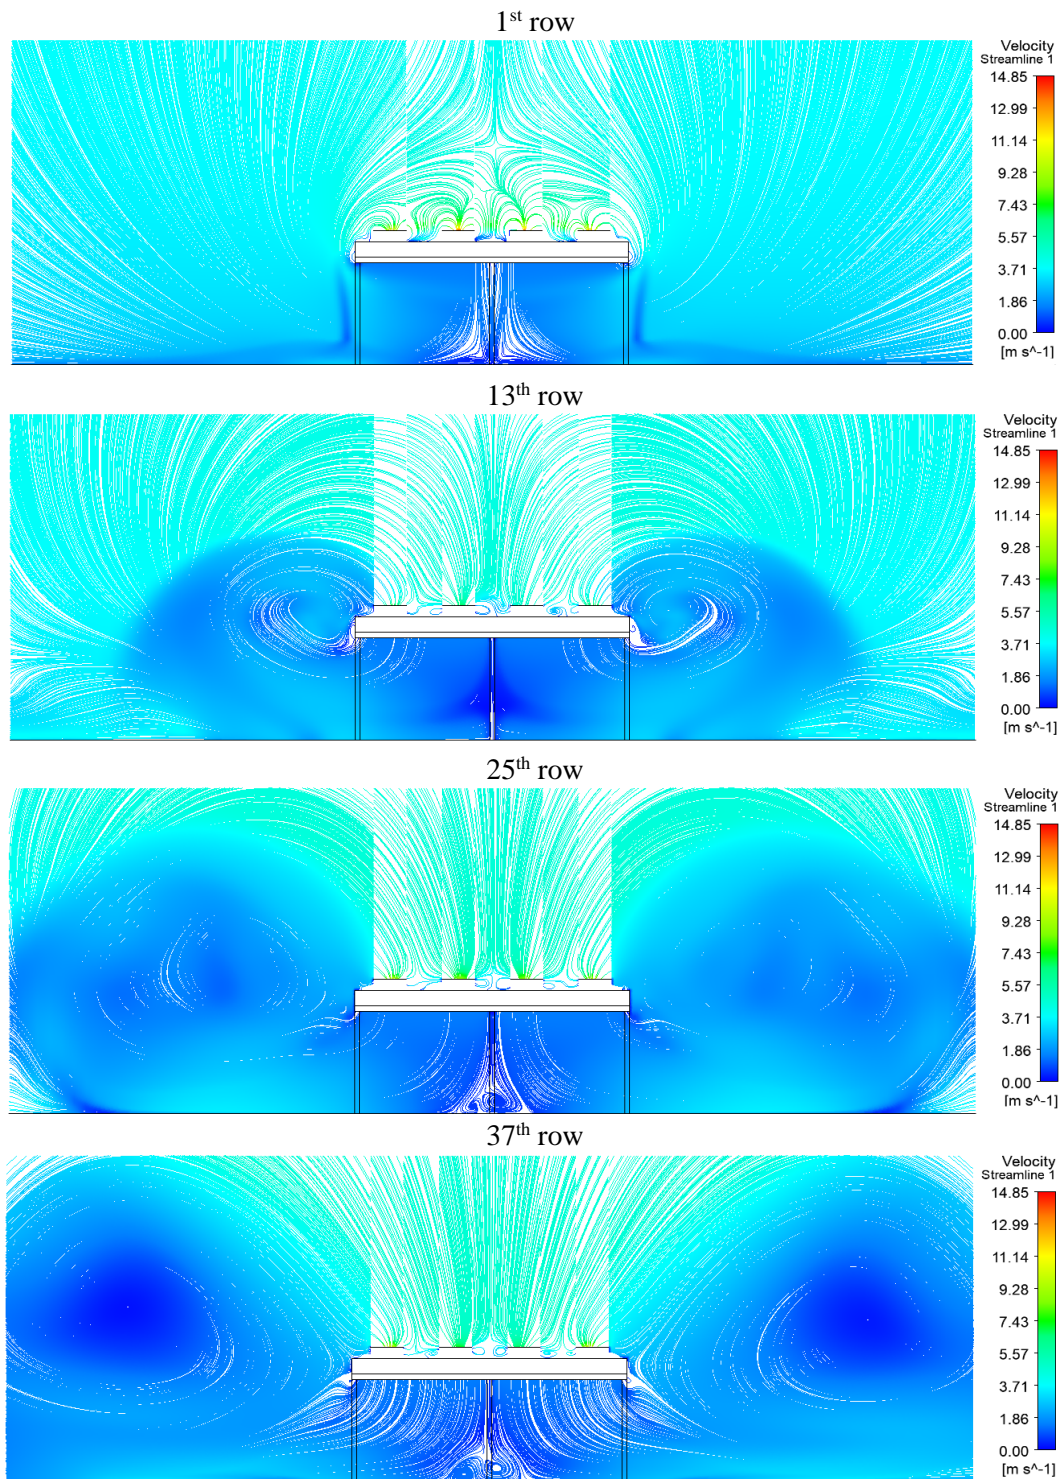 1st row
Velocity
Streamline 1
14.85
12.99
11.14
9.28
7.43
5.57
3.71
1.86
0.00
[m s^-1]
13th row
Velocity
Streamline 1
14.85
12.99
11.14
9.28
7.43
5.57
3.71
1.86
0.00
[m s^-1]
25th row
Velocity
Streamline 1
14.85
12.99
11.14
9.28
7.43
5.57
3.71
1.86
0.00
[m s^-1]
37th row
Velocity
Streamline 1
14.85
12.99
11.14
9.28
7.43
5.57
3.71
1.86
0.00
[m s^-1]